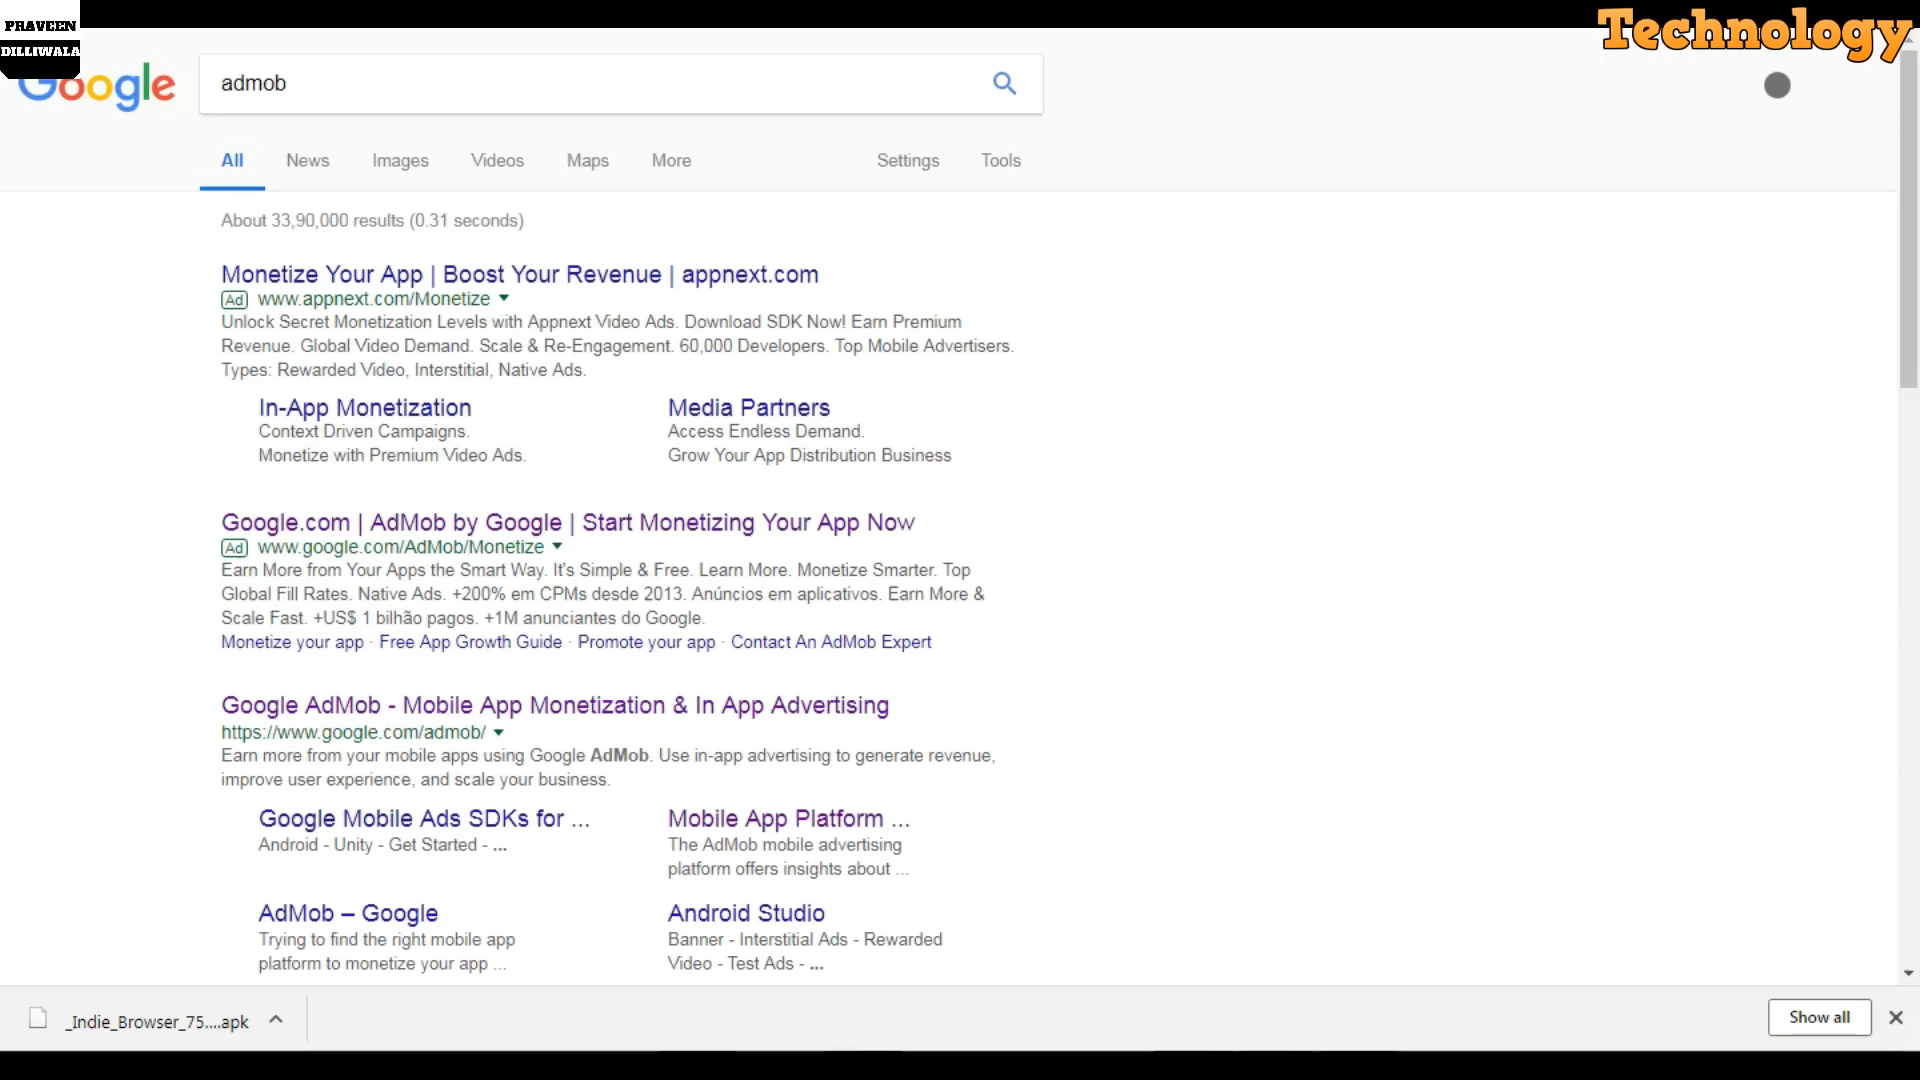 PRAVEEN
DILLIWALA
Technology
Google
admob
All News Images Videos Maps More Settings Tools
About 33,90,000 results (0.31 seconds)
Monetize Your App | Boost Your Revenue | appnext.com
Ad www.appnext.com/Monetize
Unlock Secret Monetization Levels with Appnext Video Ads. Download SDK Now! Earn Premium
Revenue. Global Video Demand. Scale & Re-Engagement. 60,000 Developers. Top Mobile Advertisers.
Types: Rewarded Video, Interstitial, Native Ads.
In-App Monetization
Context Driven Campaigns.
Monetize with Premium Video Ads.
Media Partners
Access Endless Demand.
Grow Your App Distribution Business
Google.com | AdMob by Google | Start Monetizing Your App Now
Ad www.google.com/AdMob/Monetize
Earn More from Your Apps the Smart Way. It's Simple & Free. Learn More. Monetize Smarter. Top
Global Fill Rates. Native Ads. +200% em CPMs desde 2013. Anúncios em aplicativos. Earn More &
Scale Fast. +US$ 1 bilhão pagos. +1M anunciantes do Google.
Monetize your app · Free App Growth Guide · Promote your app · Contact An AdMob Expert
Google AdMob - Mobile App Monetization & In App Advertising
https://www.google.com/admob/
Earn more from your mobile apps using Google AdMob. Use in-app advertising to generate revenue,
improve user experience, and scale your business.
Google Mobile Ads SDKs for ...
Android - Unity - Get Started - ...
Mobile App Platform ...
The AdMob mobile advertising
platform offers insights about ...
AdMob – Google
Trying to find the right mobile app
platform to monetize your app ...
Android Studio
Banner - Interstitial Ads - Rewarded
Video - Test Ads - ...
_Indie_Browser_75....apk
Show all